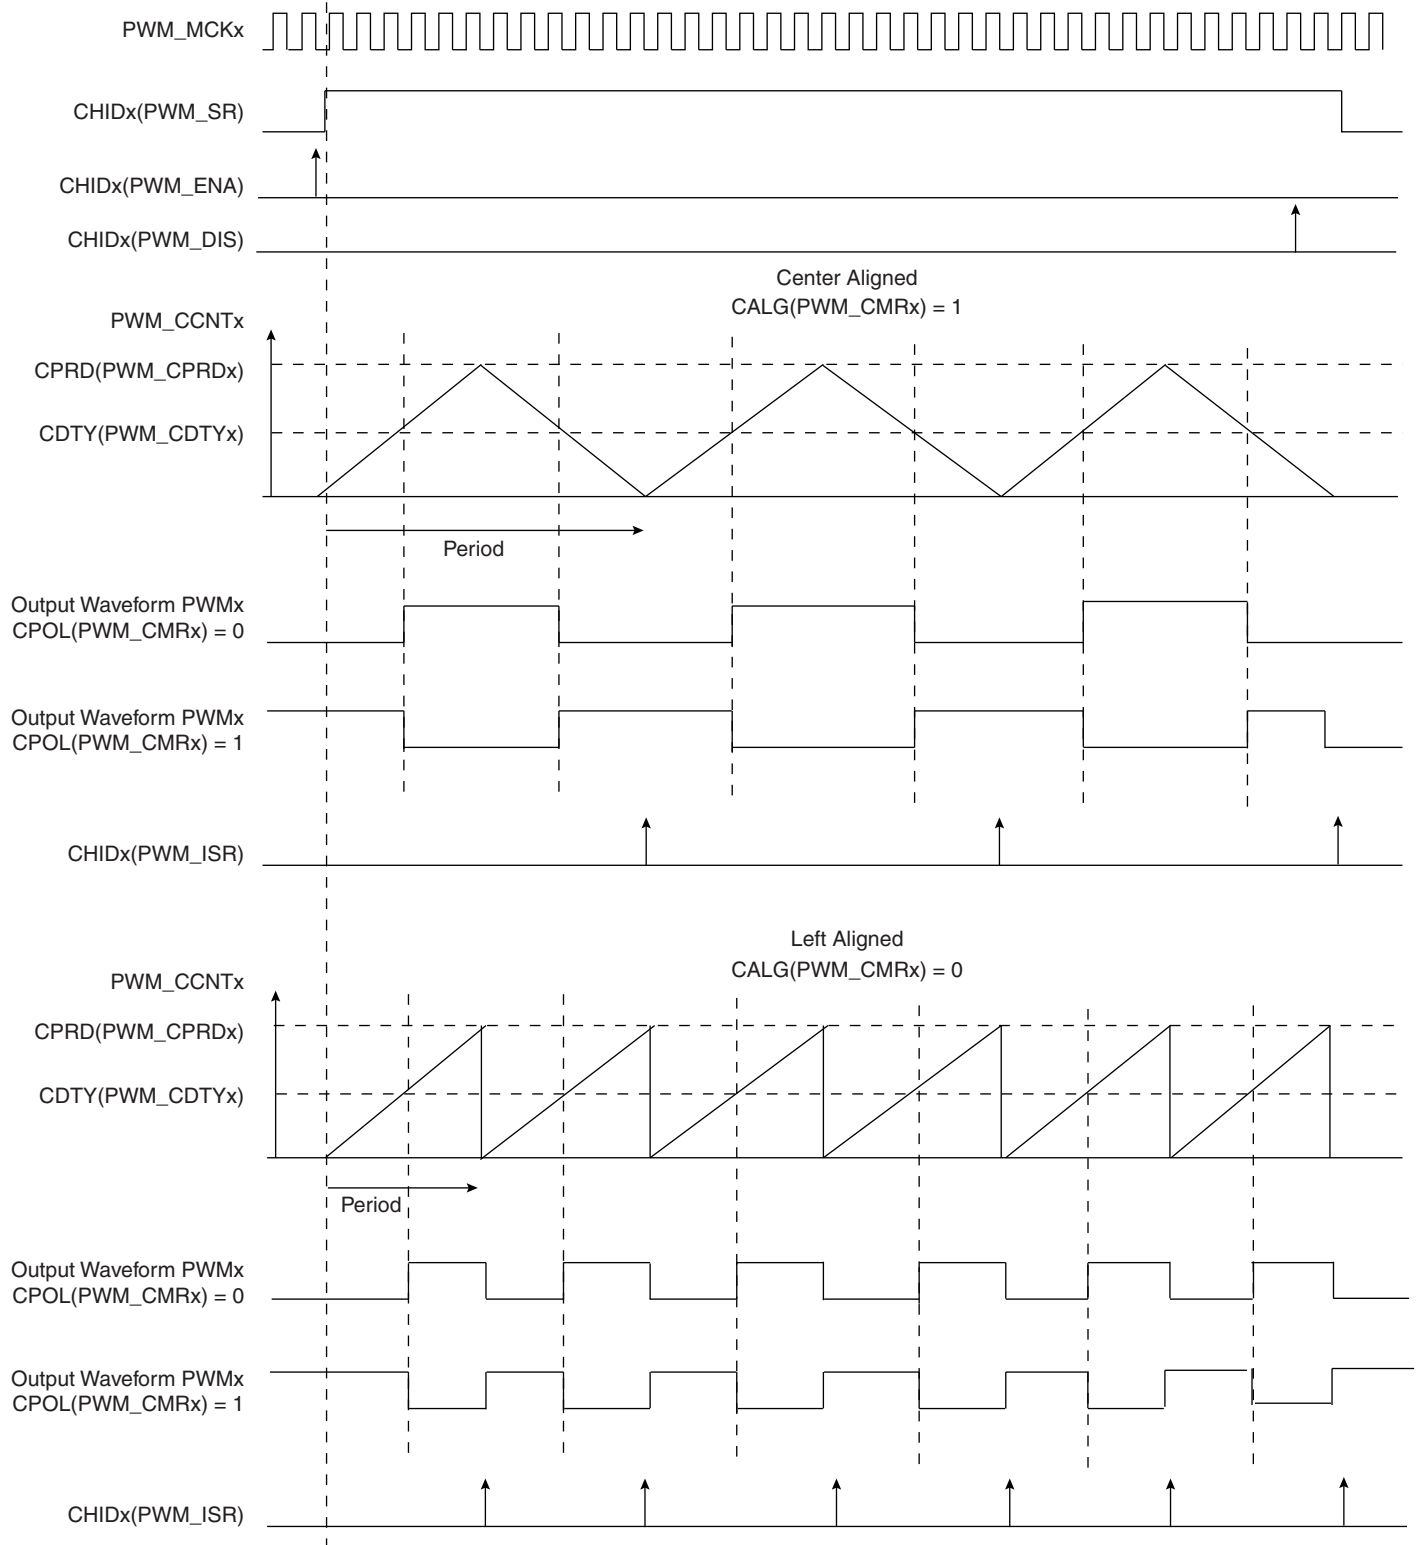 PWM_MCKx
CHIDx(PWM_SR)
CHIDx(PWM_ENA)
CHIDx(PWM_DIS)
Center Aligned
CALG(PWM_CMRx) = 1
PWM_CCNTx
CPRD(PWM_CPRDx)
CDTY(PWM_CDTYx)
Period
Output Waveform PWMx
CPOL(PWM_CMRx) = 0
Output Waveform PWMx
CPOL(PWM_CMRx) = 1
CHIDx(PWM_ISR)
Left Aligned
CALG(PWM_CMRx) = 0
PWM_CCNTx
CPRD(PWM_CPRDx)
CDTY(PWM_CDTYx)
Period
Output Waveform PWMx
CPOL(PWM_CMRx) = 0
Output Waveform PWMx
CPOL(PWM_CMRx) = 1
CHIDx(PWM_ISR)